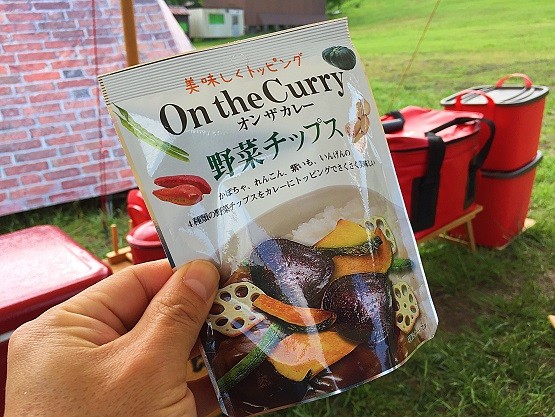 美味しくトッピング
On the Curry
オンザカレー
野菜チップス
かぼちゃ、れんこん、紫いも、いんげんの
4種類の野菜チップスをカレーにトッピングでさくさく美味しい